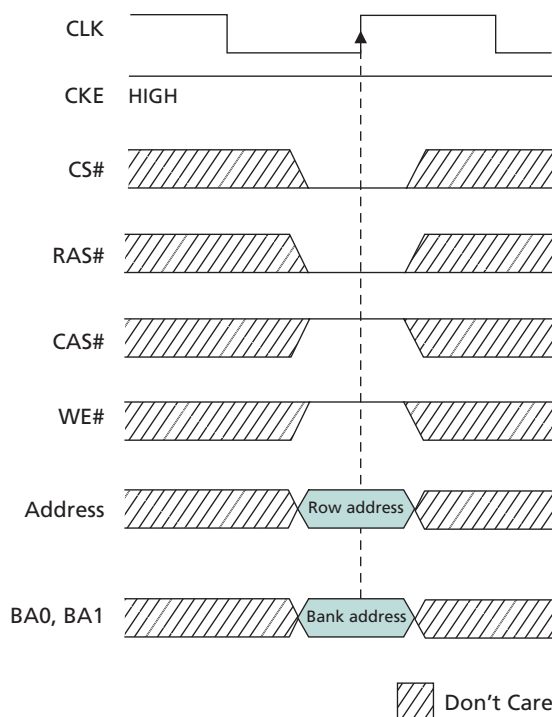 CLK
CKE HIGH
CS#
RAS#
CAS#
WE#
Address Row address
BA0, BA1 Bank address
Don't Care